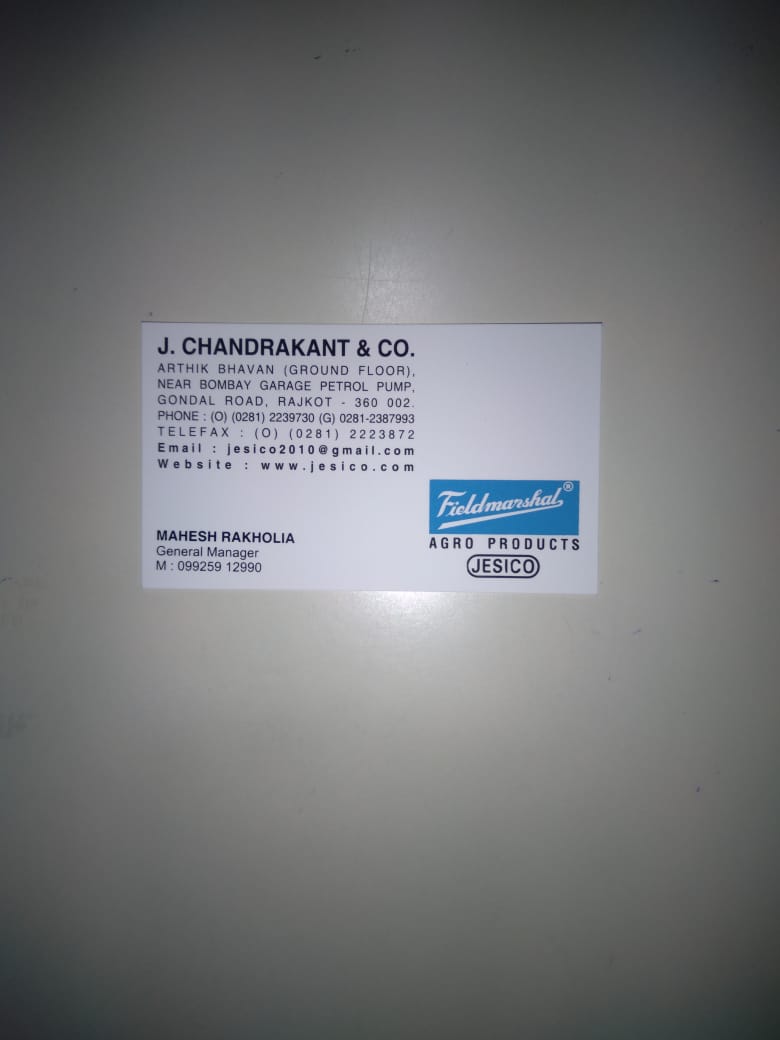 J. CHANDRAKANT & CO.
ARTHIK BHAVAN (GROUND FLOOR),
NEAR BOMBAY GARAGE PETROL PUMP,
GONDAL ROAD, RAJKOT - 360 002.
PHONE : (O) (0281) 2239730 (G) 0281-2387993
TELEFAX : (O) (0281) 2223872
Email : jesico2010@gmail.com
Website : www.jesico.com
MAHESH RAKHOLIA
General Manager
M : 099259 12990
Fieldmarshal®
AGRO PRODUCTS
JESICO